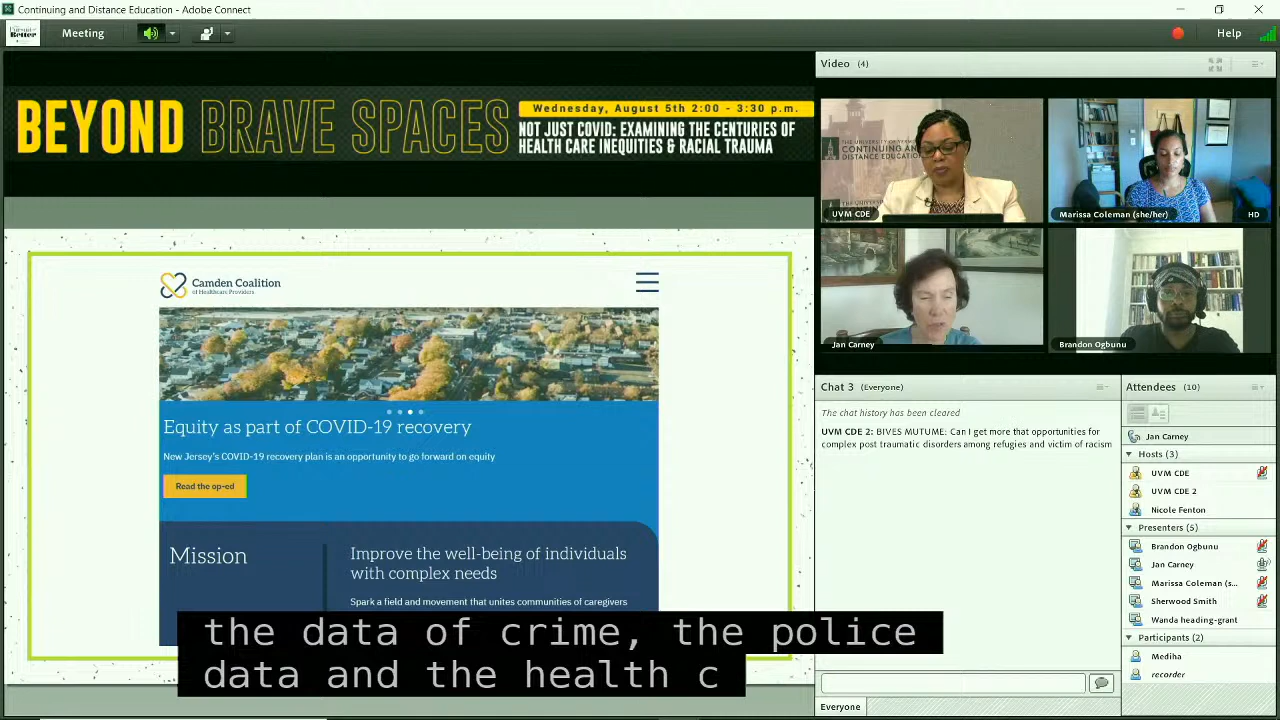 Continuing and Distance Education - Adobe Connect
Meeting
Help
BEYOND BRAVE SPACES
Wednesday, August 5th 2:00 - 3:30 p.m.
NOT JUST COVID: EXAMINING THE CENTURIES OF
HEALTH CARE INEQUITIES & RACIAL TRAUMA
Camden Coalition
of Healthcare Providers
Equity as part of COVID-19 recovery
New Jersey's COVID-19 recovery plan is an opportunity to go forward on equity
Read the op-ed
Mission
Improve the well-being of individuals
with complex needs
Spark a field and movement that unites communities of caregivers
the data of crime, the police
data and the health c
Video (4)
CONTINUING AND
DISTANCE EDUCATION
UVM CDE
Marissa Coleman (she/her)
HD
Jan Carney
Brandon Ogbunu
Chat 3 (Everyone)
The chat history has been cleared
UVM CDE 2: BIVES MUTUME: Can I get more that opportunities for
complex post traumatic disorders among refugies and victim of racism
Everyone
Attendees (10)
Jan Carney
Hosts (3)
UVM CDE
UVM CDE 2
Nicole Fenton
Presenters (5)
Brandon Ogbunu
Jan Carney
Marissa Coleman (s...
Sherwood Smith
Wanda heading-grant
Participants (2)
Mediha
recorder